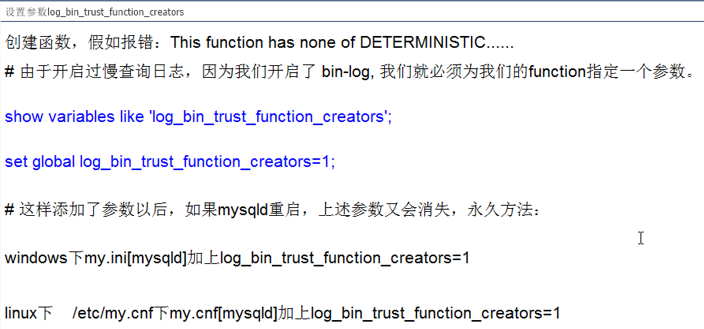 设置参数log_bin_trust_function_creators
创建函数，假如报错：This function has none of DETERMINISTIC......
# 由于开启过慢查询日志，因为我们开启了 bin-log, 我们就必须为我们的function指定一个参数。
show variables like 'log_bin_trust_function_creators';
set global log_bin_trust_function_creators=1;
# 这样添加了参数以后，如果mysqld重启，上述参数又会消失，永久方法：
windows下my.ini[mysqld]加上log_bin_trust_function_creators=1
linux下 /etc/my.cnf下my.cnf[mysqld]加上log_bin_trust_function_creators=1